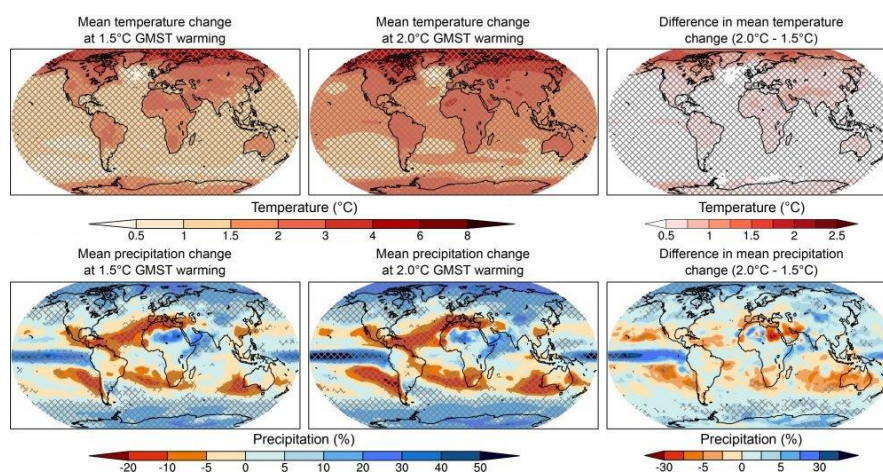 Mean temperature change
at 1.5°C GMST warming
Mean temperature change
at 2.0°C GMST warming
Difference in mean temperature
change (2.0°C - 1.5°C)
Temperature (°C)
0.5 1 1.5 2 3 4 6 8
Temperature (°C)
0.5 1 1.5 2 2.5
Mean precipitation change
at 1.5°C GMST warming
Mean precipitation change
at 2.0°C GMST warming
Difference in mean precipitation
change (2.0°C - 1.5°C)
Precipitation (%)
-20 -10 -5 0 5 10 20 30 40 50
Precipitation (%)
-30 -5 0 5 30